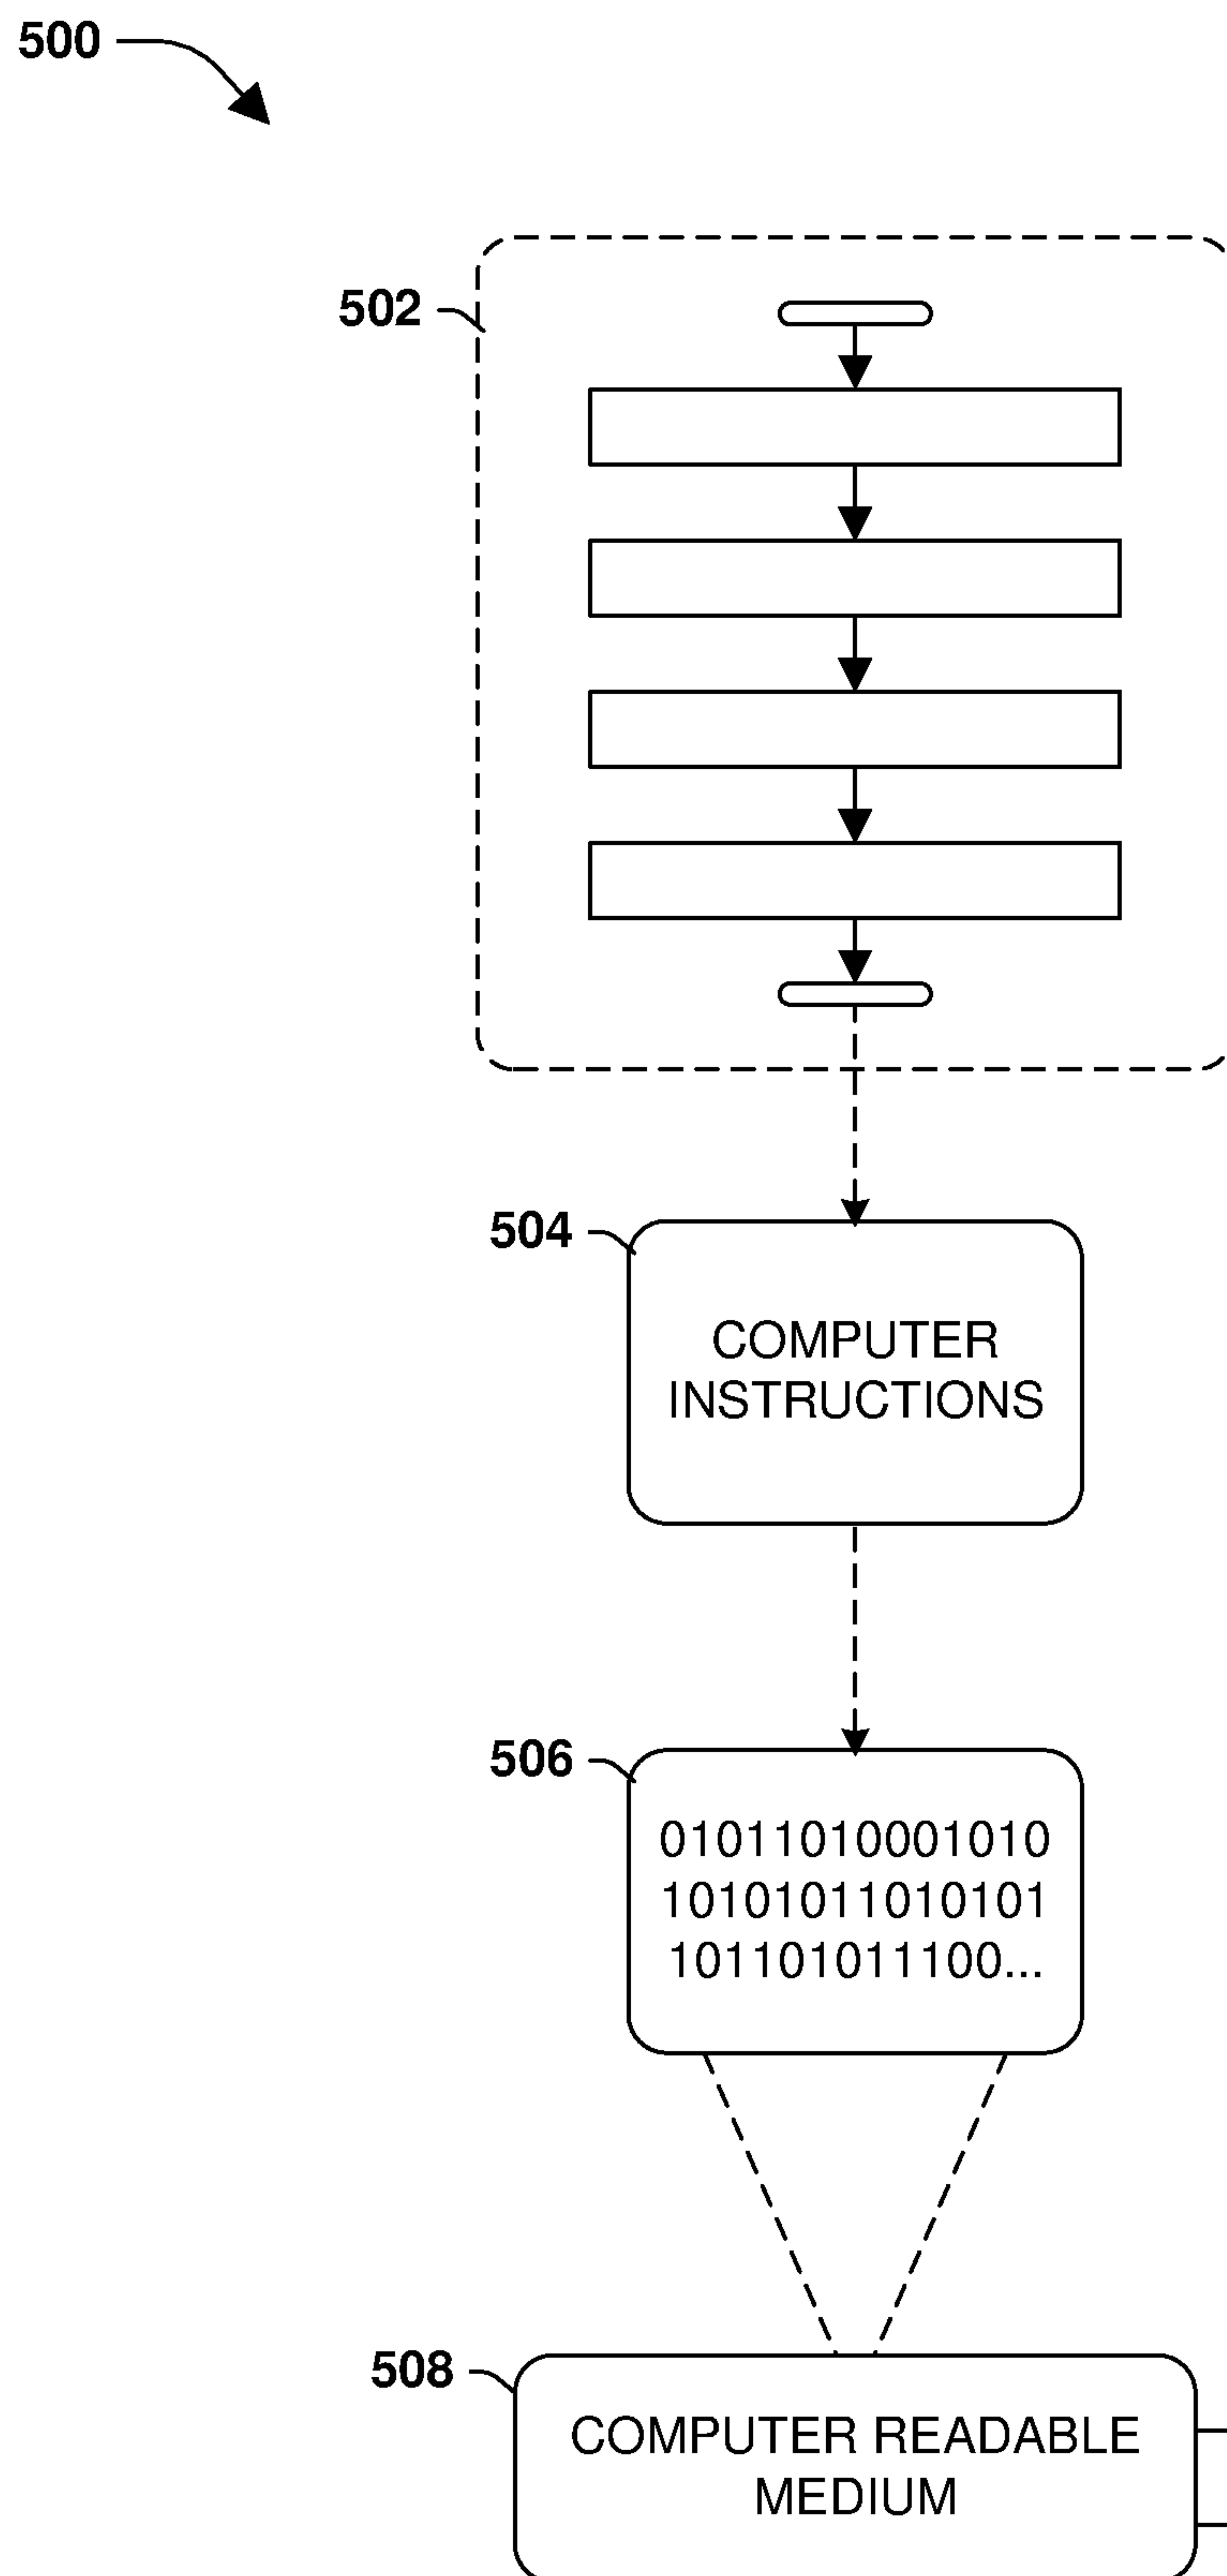 500
502
504
COMPUTER
INSTRUCTIONS
506
01011010001010
10101011010101
101101011100...
508
COMPUTER READABLE
MEDIUM